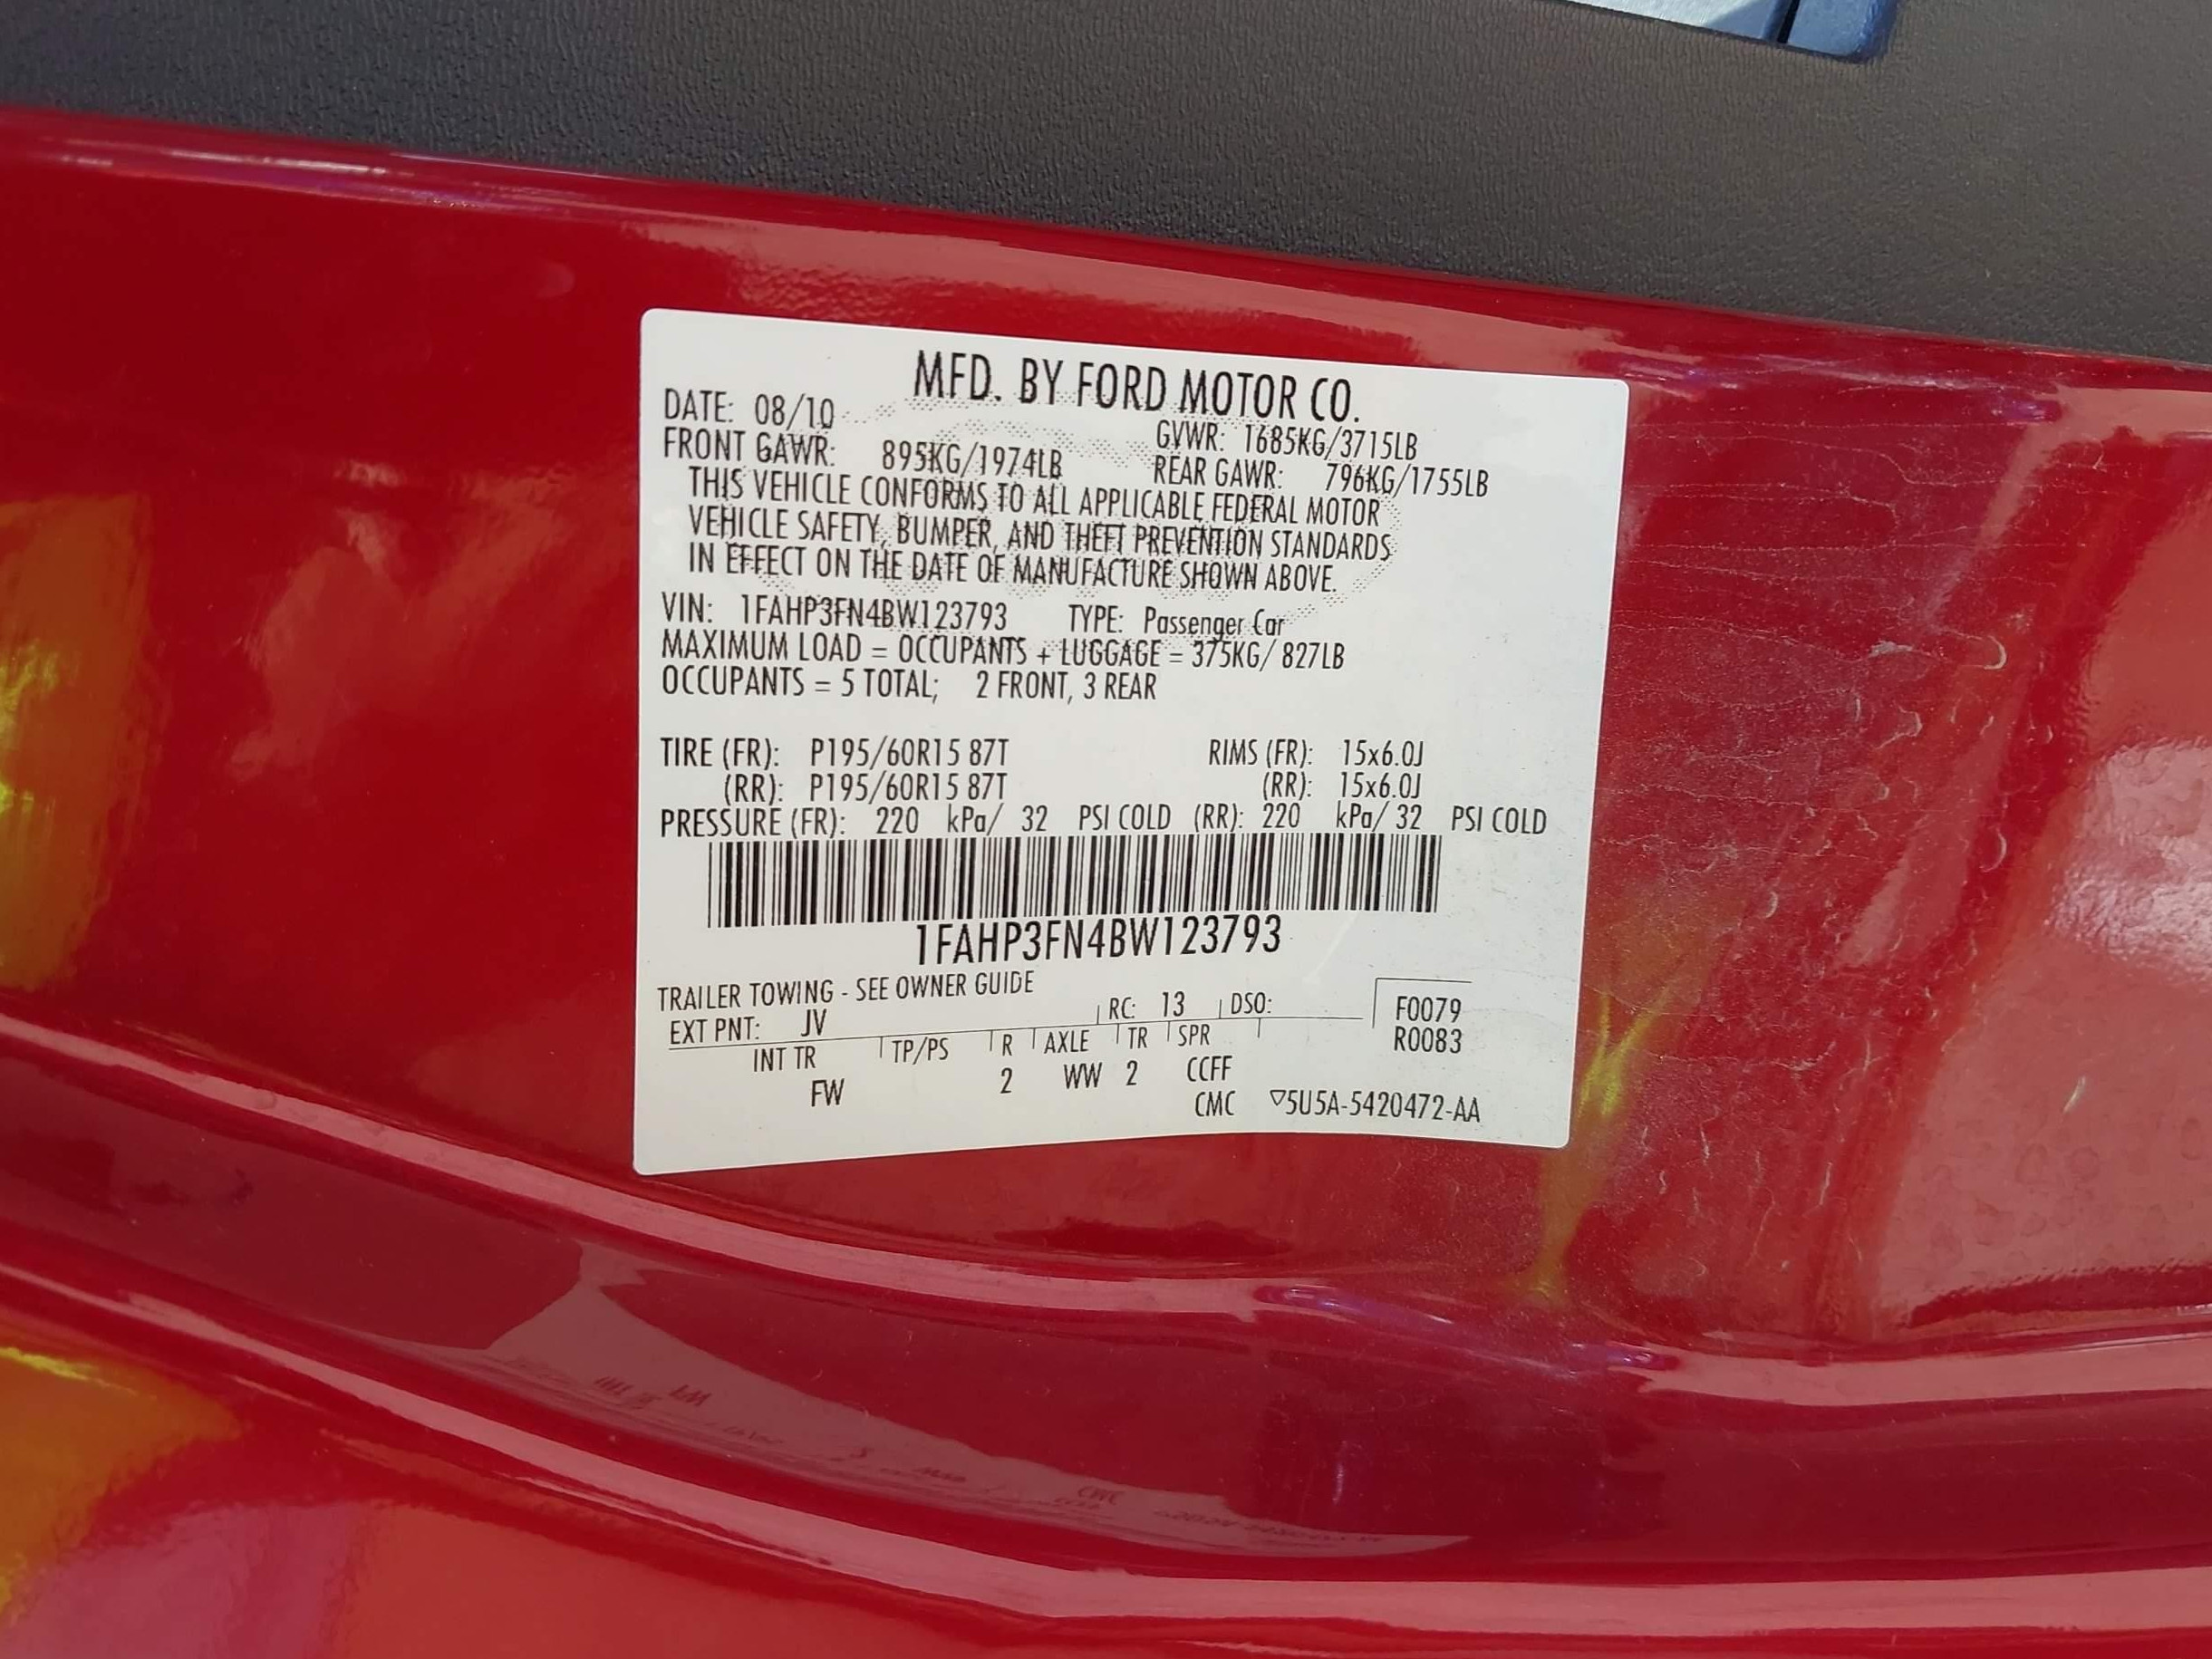 MFD. BY FORD MOTOR CO.
DATE: 08/10 GVWR: 1685KG/3715LB
FRONT GAWR: 895KG/1974LB REAR GAWR: 796KG/1755LB
THIS VEHICLE CONFORMS TO ALL APPLICABLE FEDERAL MOTOR
VEHICLE SAFETY, BUMPER, AND THEFT PREVENTION STANDARDS
IN EFFECT ON THE DATE OF MANUFACTURE SHOWN ABOVE.
VIN: 1FAHP3FN4BW123793 TYPE: Passenger Car
MAXIMUM LOAD = OCCUPANTS + LUGGAGE = 375KG/ 827LB
OCCUPANTS = 5 TOTAL; 2 FRONT, 3 REAR
TIRE (FR): P195/60R15 87T RIMS (FR): 15x6.0J
(RR): P195/60R15 87T (RR): 15x6.0J
PRESSURE (FR): 220 kPa/ 32 PSI COLD (RR): 220 kPa/ 32 PSI COLD
1FAHP3FN4BW123793
TRAILER TOWING - SEE OWNER GUIDE
EXT PNT: JV RC: 13 DSO: F0079
INT TR TP/PS R AXLE TR SPR R0083
FW 2 WW 2 CCFF
CMC ▽5U5A-5420472-AA